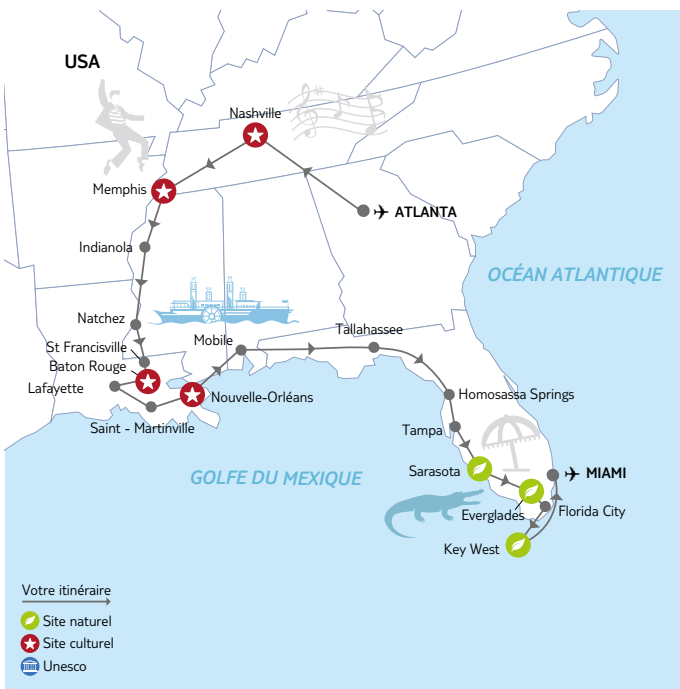 USA
Nashville
Memphis
ATLANTA
Indianola
OCÉAN ATLANTIQUE
Natchez
Tallahassee
St Francisville
Mobile
Baton Rouge
Lafayette
Nouvelle-Orléans
Homosassa Springs
Saint - Martinville
Tampa
Sarasota
MIAMI
GOLFE DU MEXIQUE
Everglades
Florida City
Key West
Votre itinéraire
Site naturel
Site culturel
Unesco